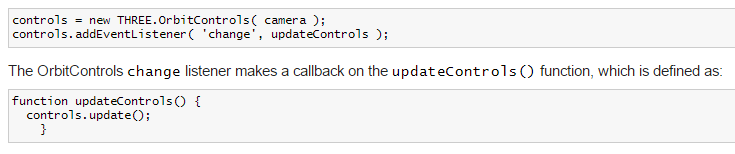 controls = new THREE.OrbitControls( camera );
controls.addEventListener( 'change', updateControls );
The OrbitControls change listener makes a callback on the updateControls() function, which is defined as:
function updateControls() {
  controls.update();
    }